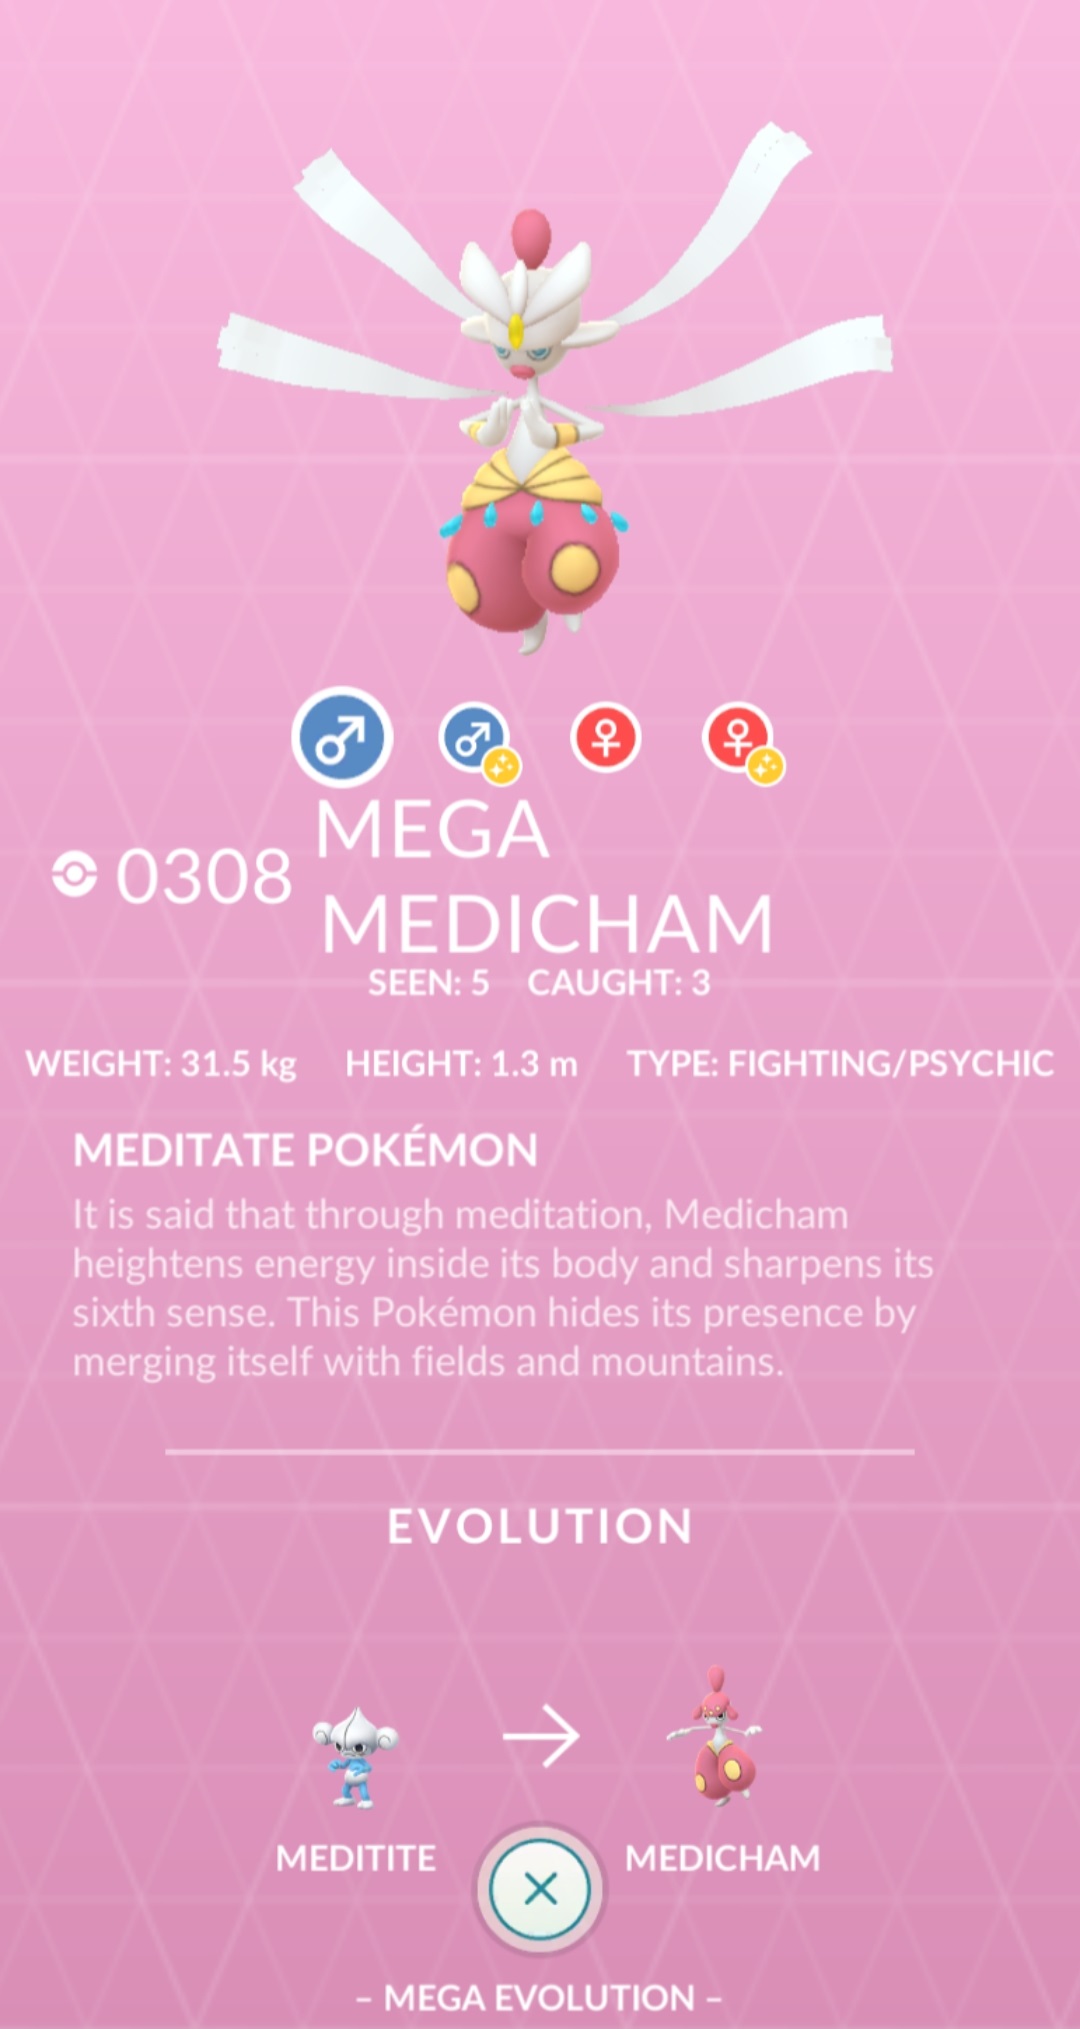 0308 MEGA
MEDICHAM
SEEN: 5 CAUGHT: 3
WEIGHT: 31.5 kg HEIGHT: 1.3 m TYPE: FIGHTING/PSYCHIC
MEDITATE POKÉMON
It is said that through meditation, Medicham
heightens energy inside its body and sharpens its
sixth sense. This Pokémon hides its presence by
merging itself with fields and mountains.
EVOLUTION
MEDITITE MEDICHAM
– MEGA EVOLUTION –